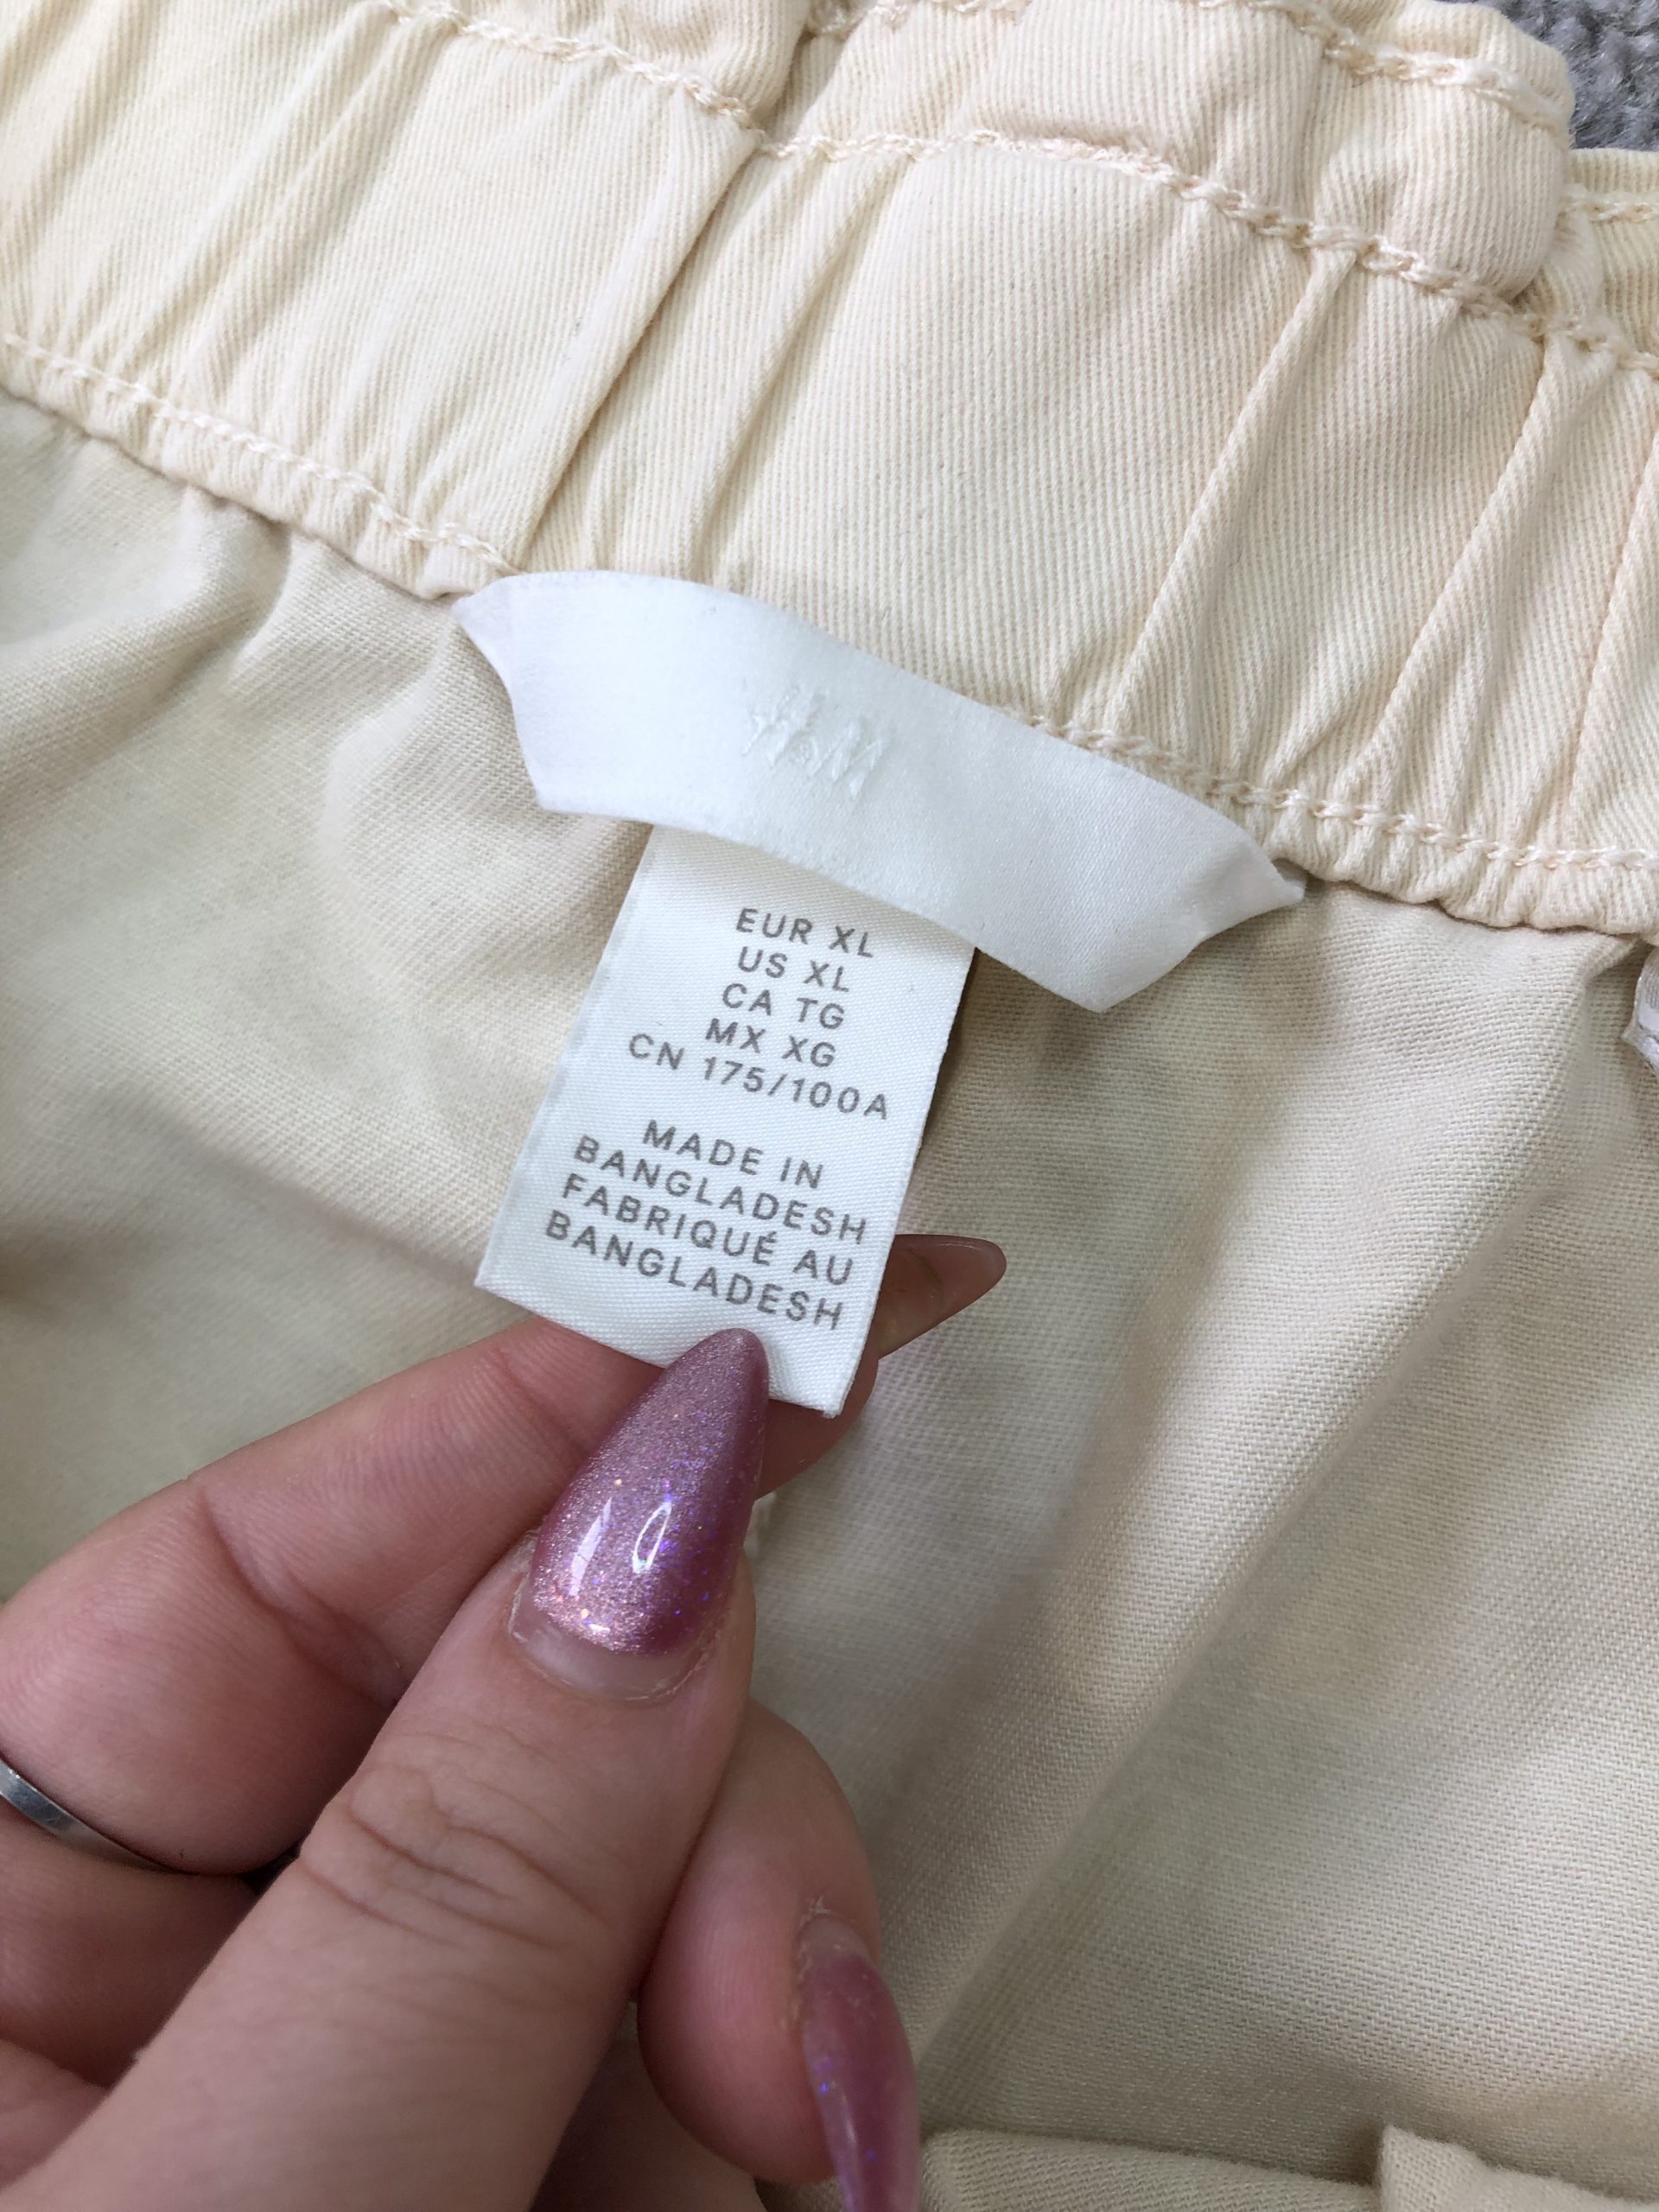 H&M
EUR XL
US XL
CA TG
MX XG
CN 175/100A
MADE IN
BANGLADESH
FABRIQUÉ AU
BANGLADESH